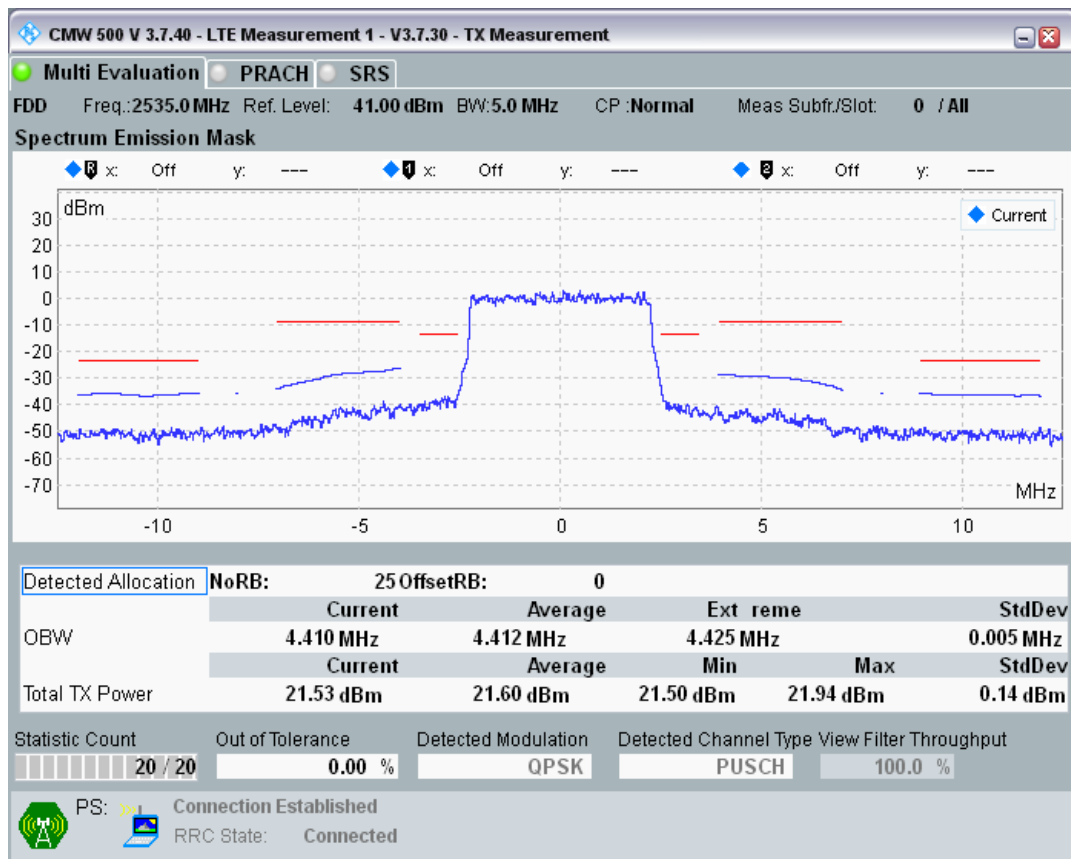 CMW 500 V 3.7.40 - LTE Measurement 1 - V3.7.30 - TX Measurement
Multi Evaluation PRACH SRS
FDD Freq.:2535.0 MHz Ref. Level: 41.00 dBm BW:5.0 MHz CP :Normal Meas Subfr./Slot: 0 / All
Spectrum Emission Mask
R x: Off y: --- 1 x: Off y: --- 2 x: Off y: ---
dBm
Current
30
20
10
0
-10
-20
-30
-40
-50
-60
-70
MHz
-10 -5 0 5 10
Detected Allocation NoRB: 25 OffsetRB: 0
Current Average Ext reme StdDev
OBW 4.410 MHz 4.412 MHz 4.425 MHz 0.005 MHz
Current Average Min Max StdDev
Total TX Power 21.53 dBm 21.60 dBm 21.50 dBm 21.94 dBm 0.14 dBm
Statistic Count Out of Tolerance Detected Modulation Detected Channel Type View Filter Throughput
20 / 20 0.00 % QPSK PUSCH 100.0 %
PS: Connection Established
RRC State: Connected